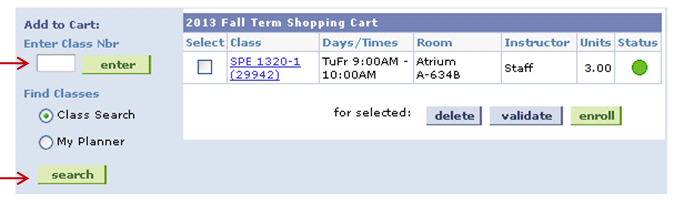 Add to Cart:
Enter Class Nbr
enter
Find Classes
Class Search
My Planner
search
2013 Fall Term Shopping Cart
Select Class Days/Times Room Instructor Units Status
SPE 1320-1 TuFr 9:00AM - Atrium Staff 3.00
(29942) 10:00AM A-634B
for selected: delete validate enroll